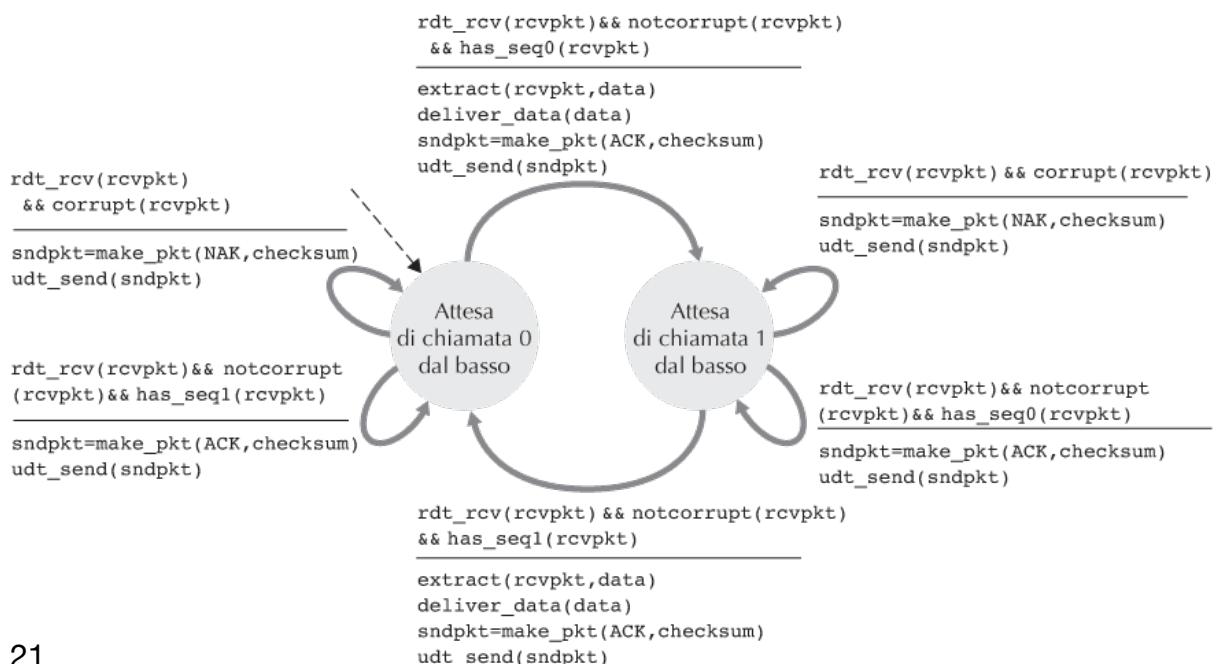 rdt_rcv(rcvpkt)&& notcorrupt(rcvpkt)
&& has_seq0(rcvpkt)
extract(rcvpkt,data)
deliver_data(data)
sndpkt=make_pkt(ACK,checksum)
udt_send(sndpkt)
rdt_rcv(rcvpkt)
&& corrupt(rcvpkt)
sndpkt=make_pkt(NAK,checksum)
udt_send(sndpkt)
rdt_rcv(rcvpkt) && corrupt(rcvpkt)
sndpkt=make_pkt(NAK,checksum)
udt_send(sndpkt)
Attesa
di chiamata 0
dal basso
Attesa
di chiamata 1
dal basso
rdt_rcv(rcvpkt)&& notcorrupt
(rcvpkt)&& has_seq1(rcvpkt)
sndpkt=make_pkt(ACK,checksum)
udt_send(sndpkt)
rdt_rcv(rcvpkt)&& notcorrupt
(rcvpkt)&& has_seq0(rcvpkt)
sndpkt=make_pkt(ACK,checksum)
udt_send(sndpkt)
rdt_rcv(rcvpkt) && notcorrupt(rcvpkt)
&& has_seq1(rcvpkt)
extract(rcvpkt,data)
deliver_data(data)
sndpkt=make_pkt(ACK,checksum)
udt_send(sndpkt)
21